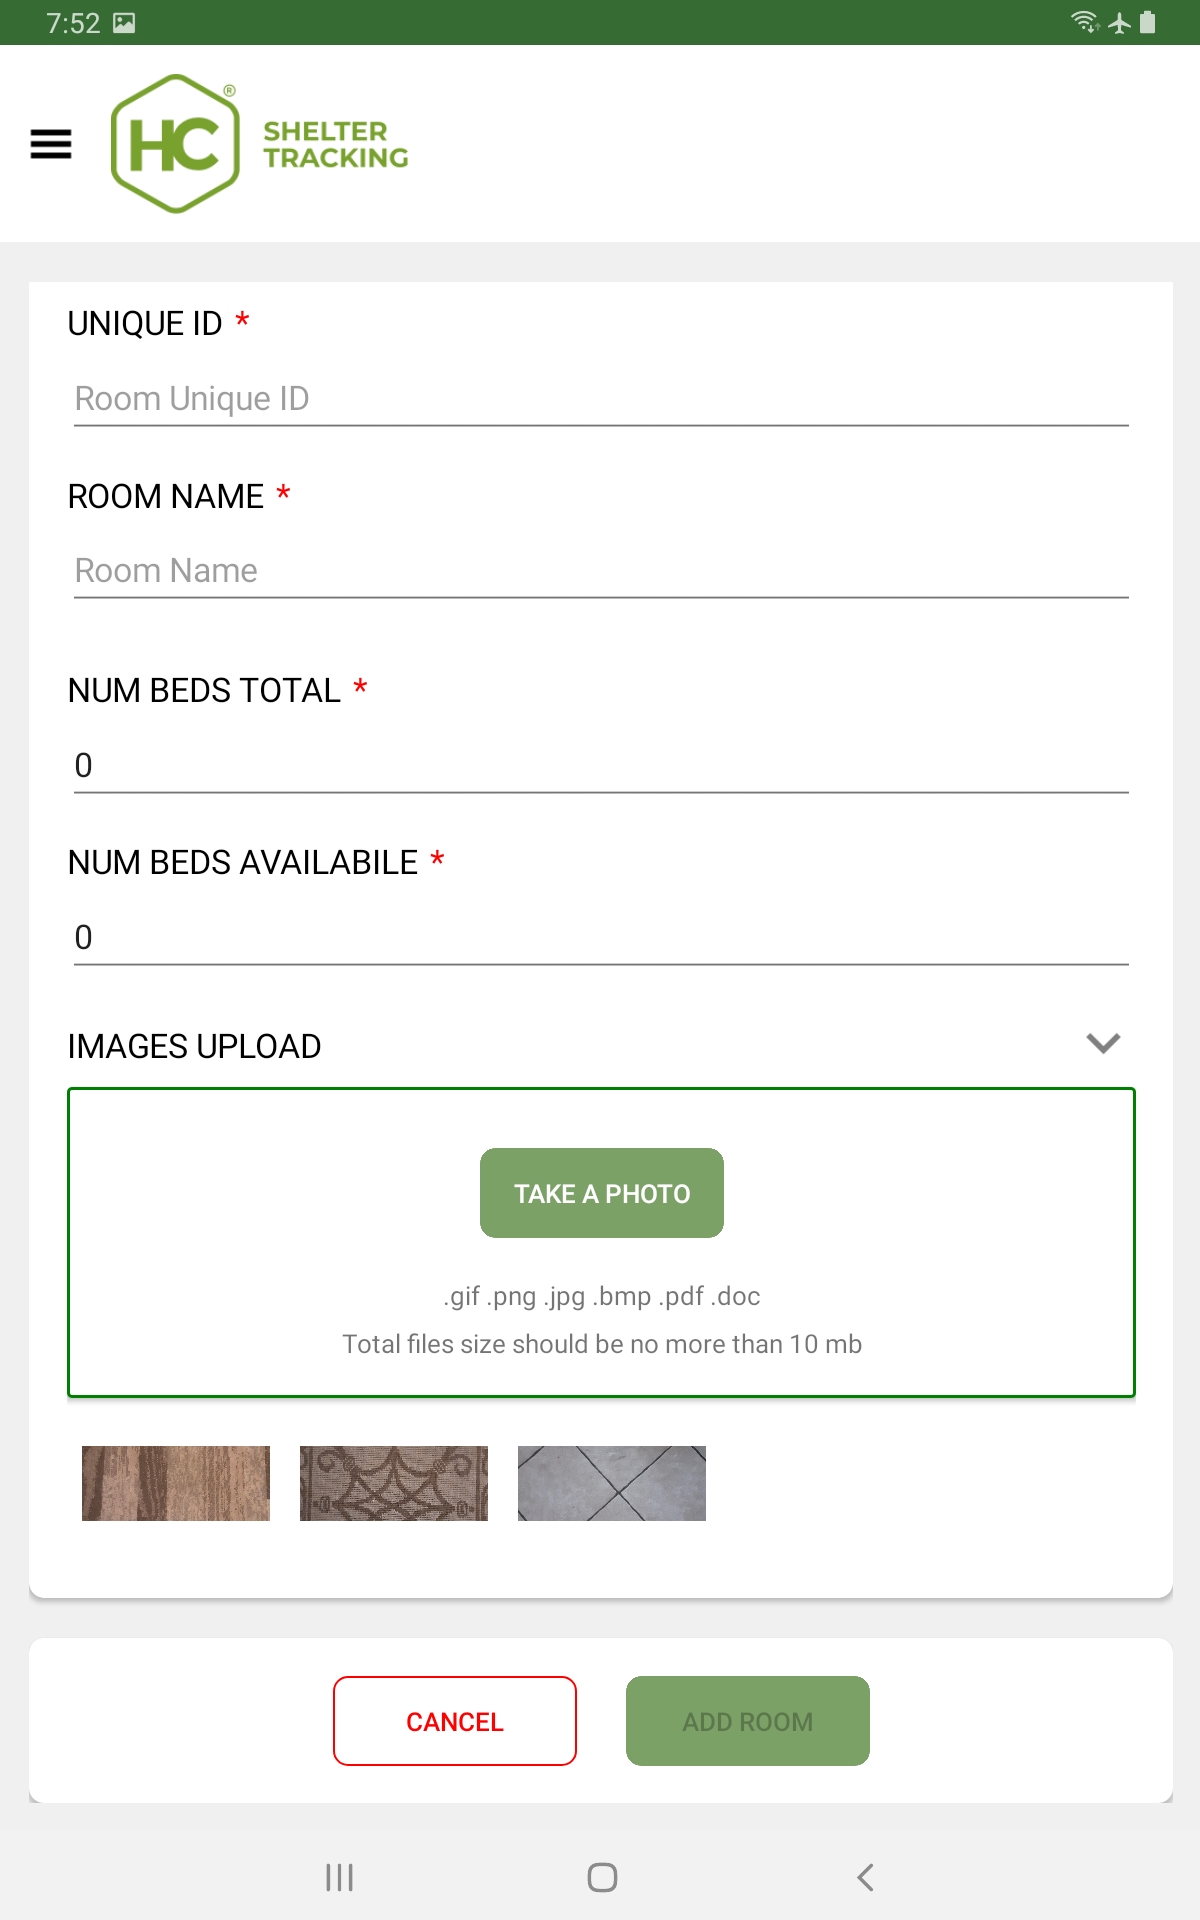 7:52
HC ®
SHELTER
TRACKING
UNIQUE ID *
Room Unique ID
ROOM NAME *
Room Name
NUM BEDS TOTAL *
0
NUM BEDS AVAILABILE *
0
IMAGES UPLOAD
TAKE A PHOTO
.gif .png .jpg .bmp .pdf .doc
Total files size should be no more than 10 mb
CANCEL
ADD ROOM